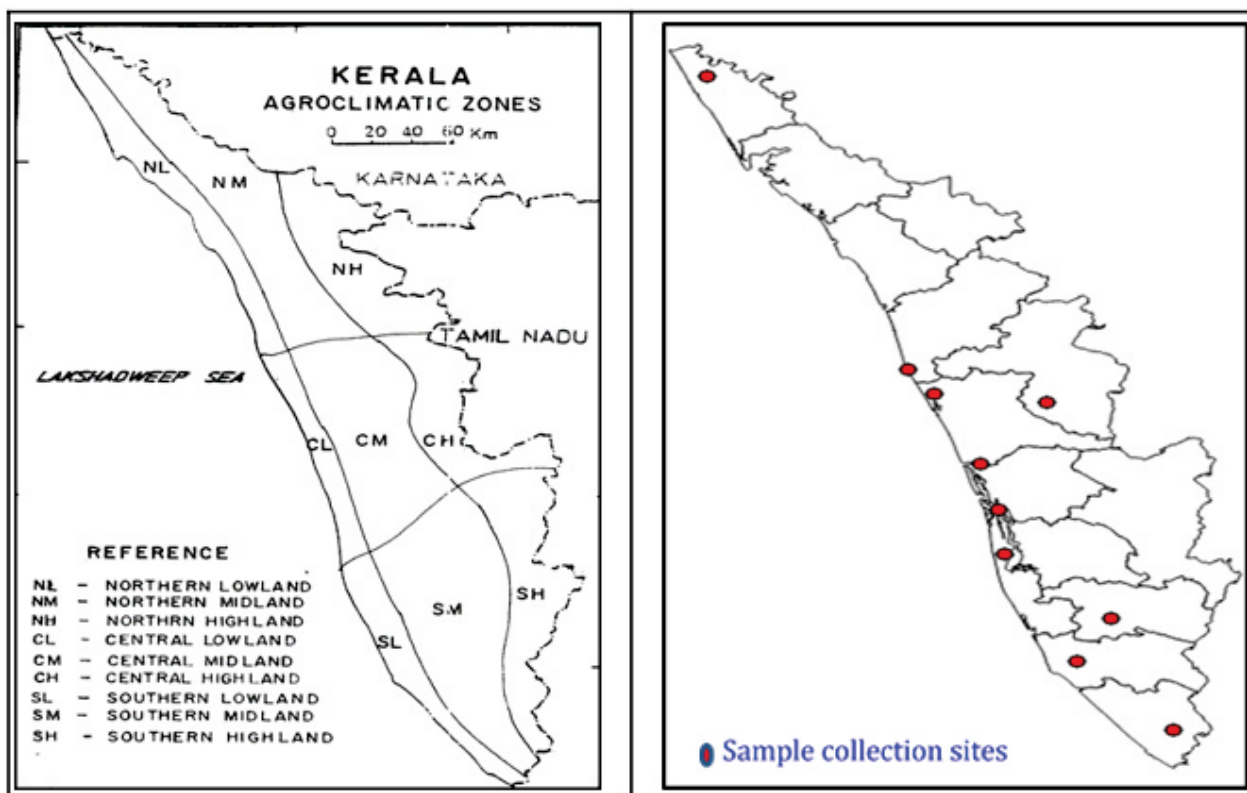 KERALA
AGROCLIMATIC ZONES
0 20 40 60 Km
KARNATAKA
NL
NM
NH
TAMIL NADU
LAKSHADWEEP SEA
CL
CM
CH
SL
SM
SH
REFERENCE
NL - NORTHERN LOWLAND
NM - NORTHERN MIDLAND
NH - NORTHRN HIGHLAND
CL - CENTRAL LOWLAND
CM - CENTRAL MIDLAND
CH - CENTRAL HIGHLAND
SL - SOUTHERN LOWLAND
SM - SOUTHERN MIDLAND
SH - SOUTHERN HIGHLAND
Sample collection sites